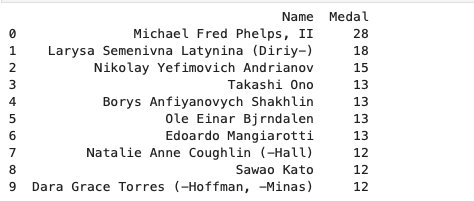 Name Medal
0 Michael Fred Phelps, II 28
1 Larysa Semenivna Latynina (Diriy-) 18
2 Nikolay Yefimovich Andrianov 15
3 Takashi Ono 13
4 Borys Anfiyanovych Shakhlin 13
5 Ole Einar Bjrndalen 13
6 Edoardo Mangiarotti 13
7 Natalie Anne Coughlin (-Hall) 12
8 Sawao Kato 12
9 Dara Grace Torres (-Hoffman, -Minas) 12